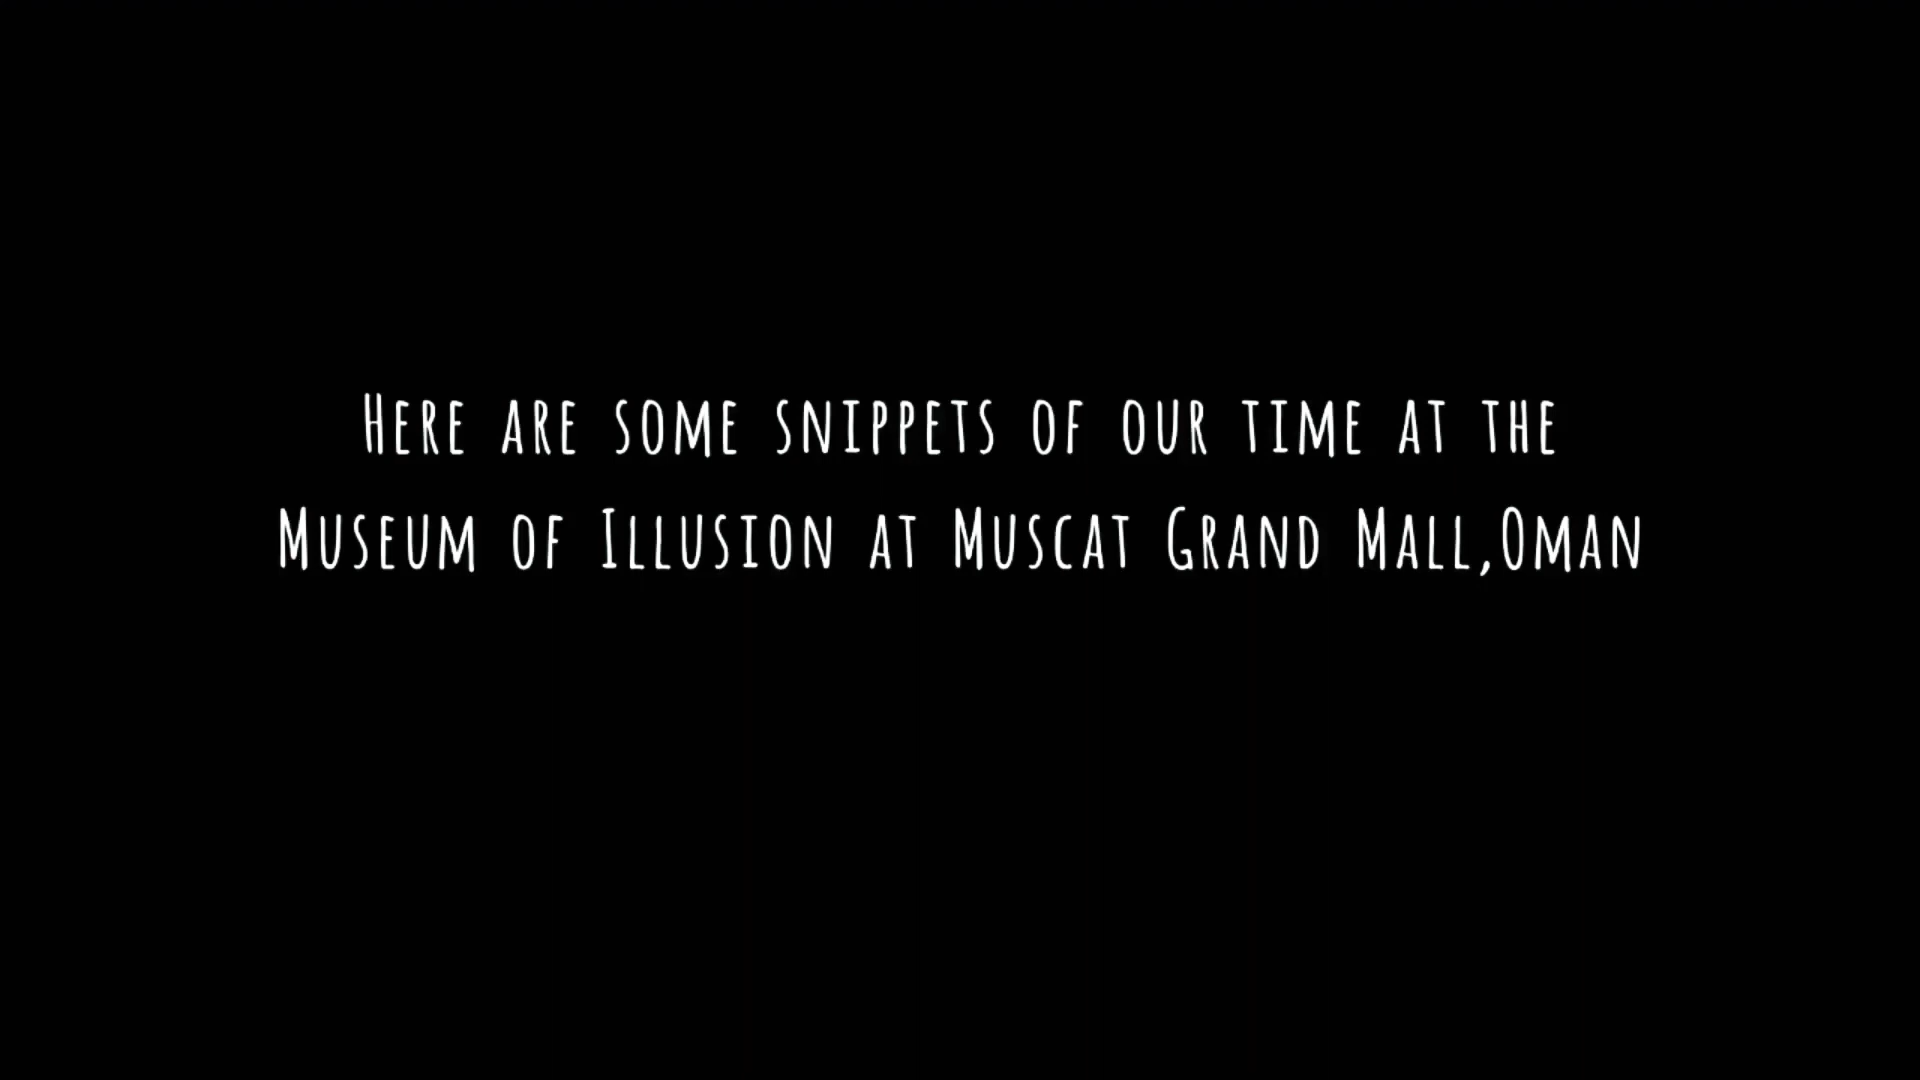 Here are some snippets of our time at the
Museum of Illusion at Muscat Grand Mall,Oman